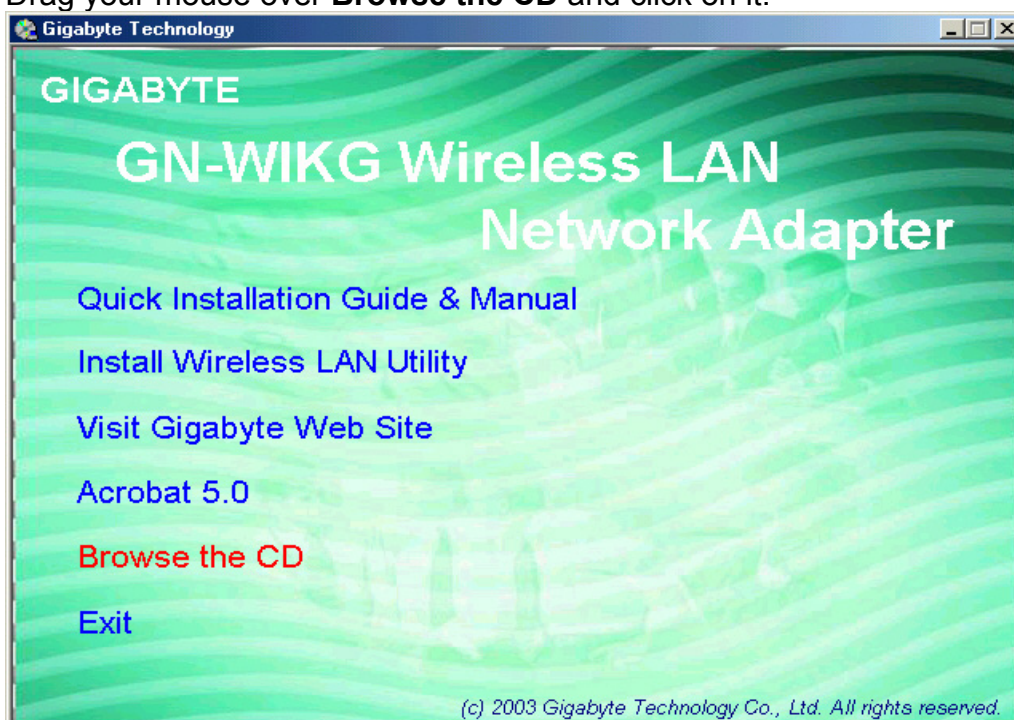 Drag your mouse over Browse the CD and click on it.
Gigabyte Technology
GIGABYTE
GN-WIKG Wireless LAN
Network Adapter
Quick Installation Guide & Manual
Install Wireless LAN Utility
Visit Gigabyte Web Site
Acrobat 5.0
Browse the CD
Exit
(c) 2003 Gigabyte Technology Co., Ltd. All rights reserved.